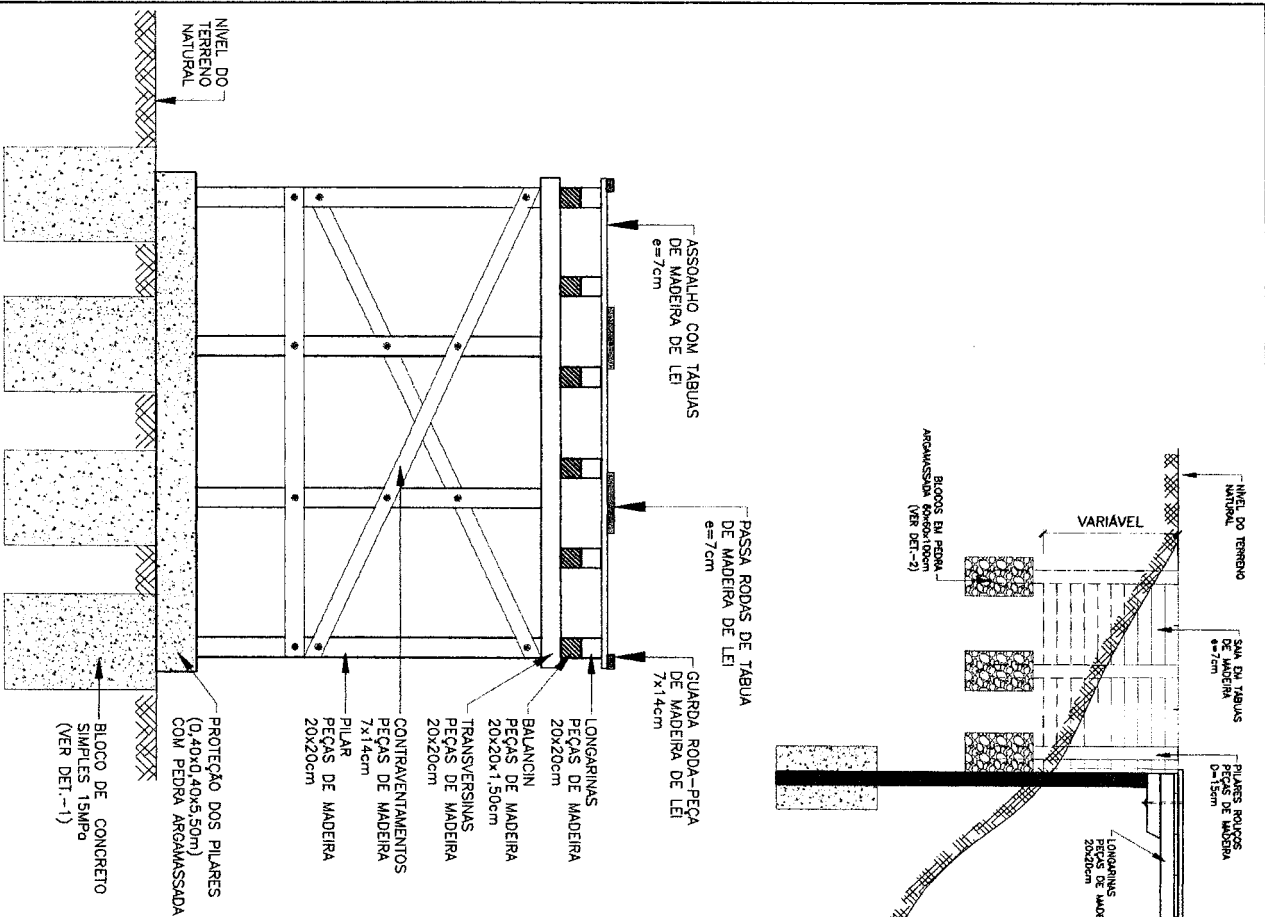 NÍVEL DO
TERRENO
NATURAL
ASSOALHO COM TÁBUAS
DE MADEIRA DE LEI
e=7cm
PASSA RODAS DE TÁBUA
DE MADEIRA DE LEI
e=7cm
GUARDA RODA-PEÇA
DE MADEIRA DE LEI
7x14cm
LONGARINAS
PEÇAS DE MADEIRA
20x20cm
BALANCIN
PEÇAS DE MADEIRA
20x20x1,50cm
TRANSVERSINAS
PEÇAS DE MADEIRA
20x20cm
CONTRAVENTAMENTOS
PEÇAS DE MADEIRA
7x14cm
PILAR
PEÇAS DE MADEIRA
20x20cm
PROTEÇÃO DOS PILARES
(0,40x0,40x5,50m)
COM PEDRA ARGAMASSADA
BLOCO DE CONCRETO
SIMPLES 15MPa
(VER DET.-1)
NÍVEL DO TERRENO
NATURAL
VARIÁVEL
BLOCOS EM PEDRA
ARGAMASSADA 60x60x100cm
(VER DET.-2)
SAIA EM TÁBUAS
DE MADEIRA
e=7cm
PILARES ROLIÇOS
PEÇAS DE MADEIRA
D=15cm
LONGARINAS
PEÇAS DE MADE
20x20cm